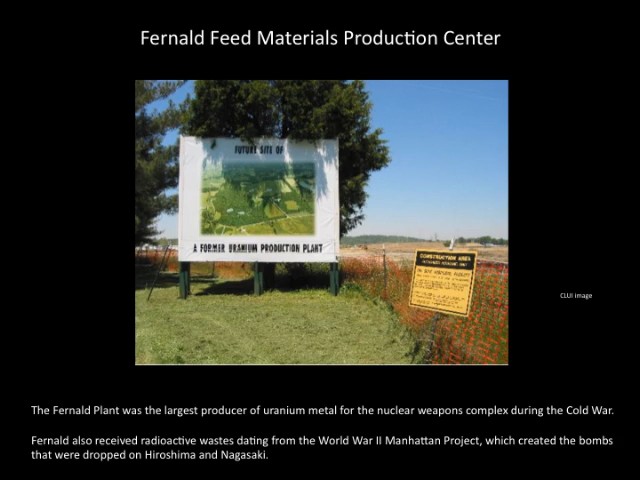 Fernald Feed Materials Production Center
FUTURE SITE OF
A FORMER URANIUM PRODUCTION PLANT
CONSTRUCTION AREA
CLUI image
The Fernald Plant was the largest producer of uranium metal for the nuclear weapons complex during the Cold War.
Fernald also received radioactive wastes dating from the World War II Manhattan Project, which created the bombs
that were dropped on Hiroshima and Nagasaki.